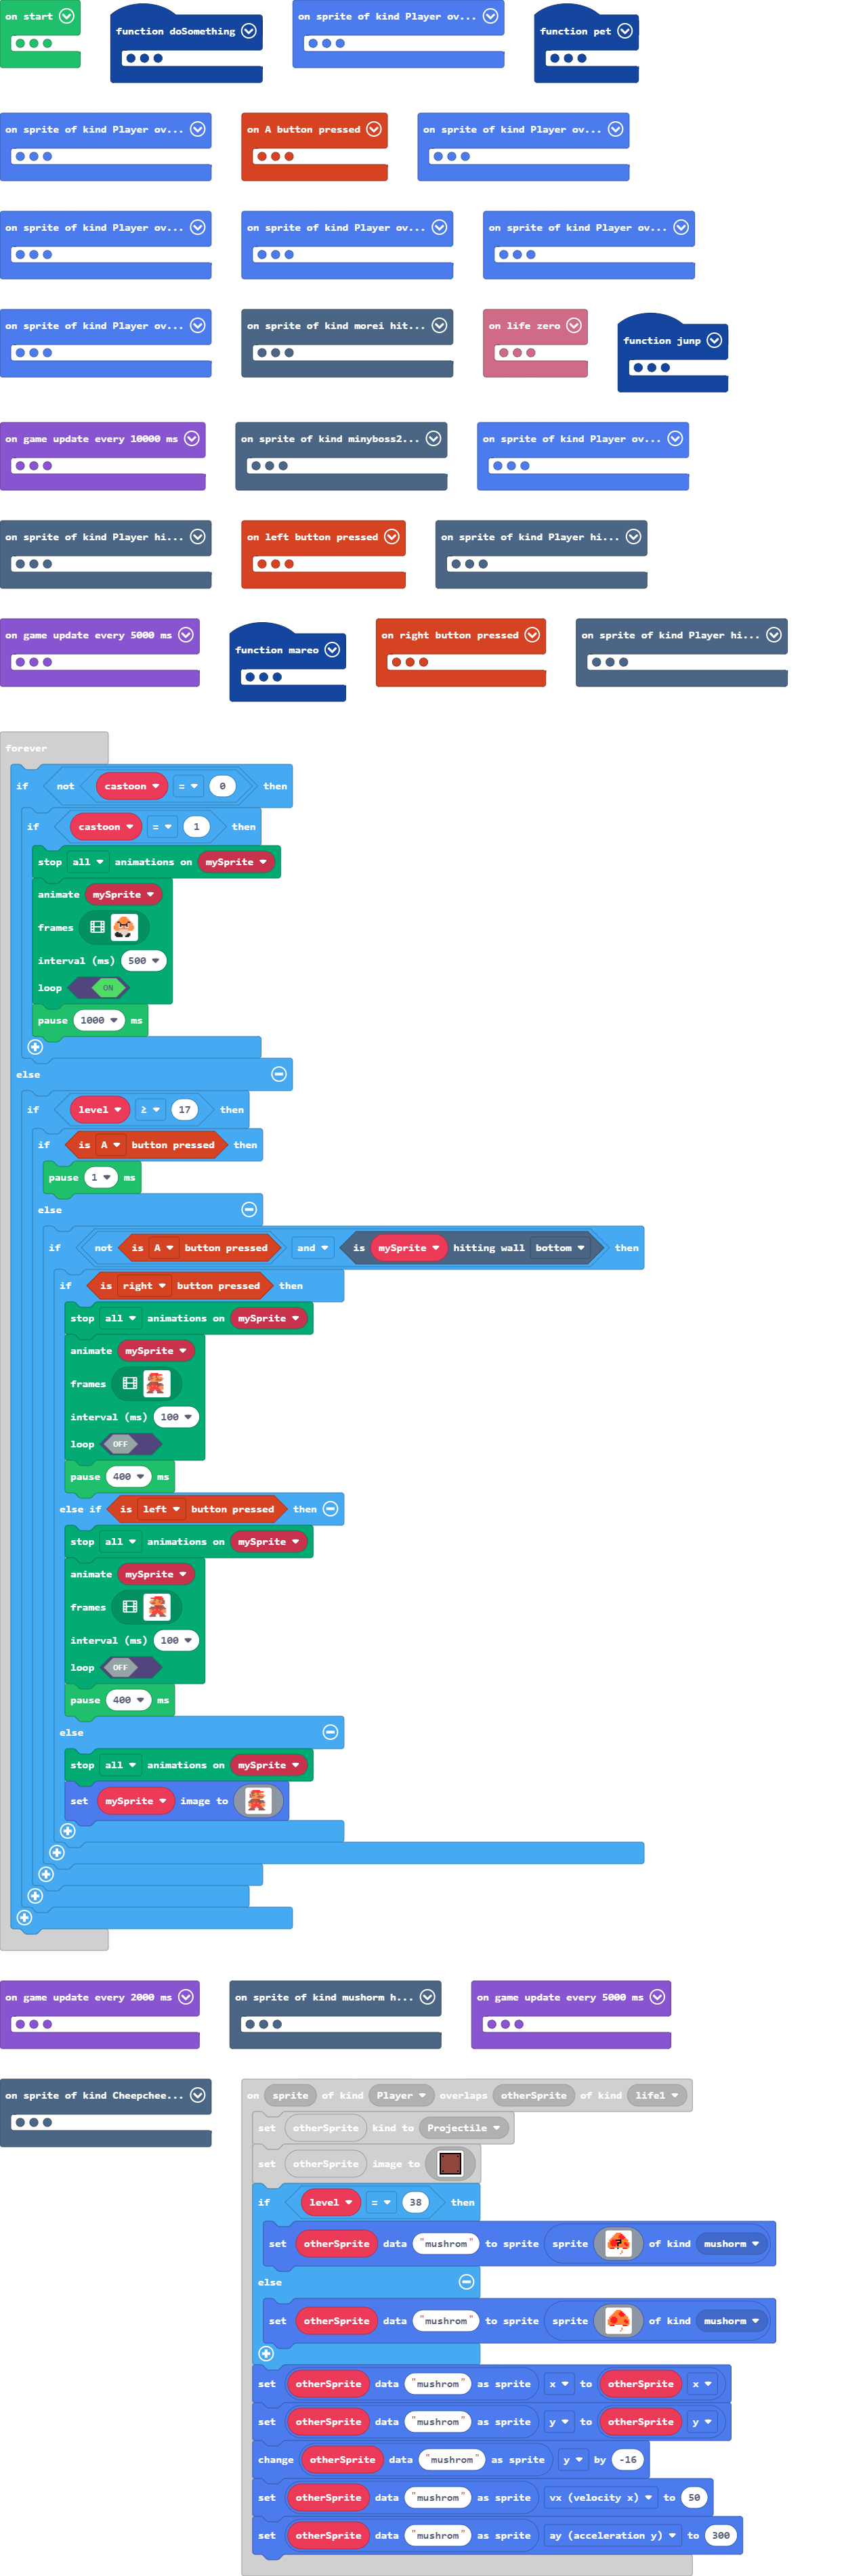 on start
function doSomething
on sprite of kind Player ov...
function pet
on sprite of kind Player ov...
on A button pressed
on sprite of kind Player ov...
on sprite of kind Player ov...
on sprite of kind Player ov...
on sprite of kind Player ov...
on sprite of kind Player ov...
on sprite of kind morei hit...
on life zero
function junp
on game update every 10000 ms
on sprite of kind minyboss2...
on sprite of kind Player ov...
on sprite of kind Player hi...
on left button pressed
on sprite of kind Player hi...
on game update every 5000 ms
function mareo
on right button pressed
on sprite of kind Player hi...
forever
if not castoon = 0 then
if castoon = 1 then
stop all animations on mySprite
animate mySprite
frames
interval (ms) 500
loop ON
pause 1000 ms
else
if level ≥ 17 then
if is A button pressed then
pause 1 ms
else
if not is A button pressed and is mySprite hitting wall bottom then
if is right button pressed then
stop all animations on mySprite
animate mySprite
frames
interval (ms) 100
loop OFF
pause 400 ms
else if is left button pressed then
stop all animations on mySprite
animate mySprite
frames
interval (ms) 100
loop OFF
pause 400 ms
else
stop all animations on mySprite
set mySprite image to
on game update every 2000 ms
on sprite of kind mushorm h...
on game update every 5000 ms
on sprite of kind Cheepchee...
on sprite of kind Player overlaps otherSprite of kind life1
set otherSprite kind to Projectile
set otherSprite image to
if level = 38 then
set otherSprite data "mushrom" to sprite sprite ? of kind mushorm
else
set otherSprite data "mushrom" to sprite sprite of kind mushorm
set otherSprite data "mushrom" as sprite x to otherSprite x
set otherSprite data "mushrom" as sprite y to otherSprite y
change otherSprite data "mushrom" as sprite y by -16
set otherSprite data "mushrom" as sprite vx (velocity x) to 50
set otherSprite data "mushrom" as sprite ay (acceleration y) to 300